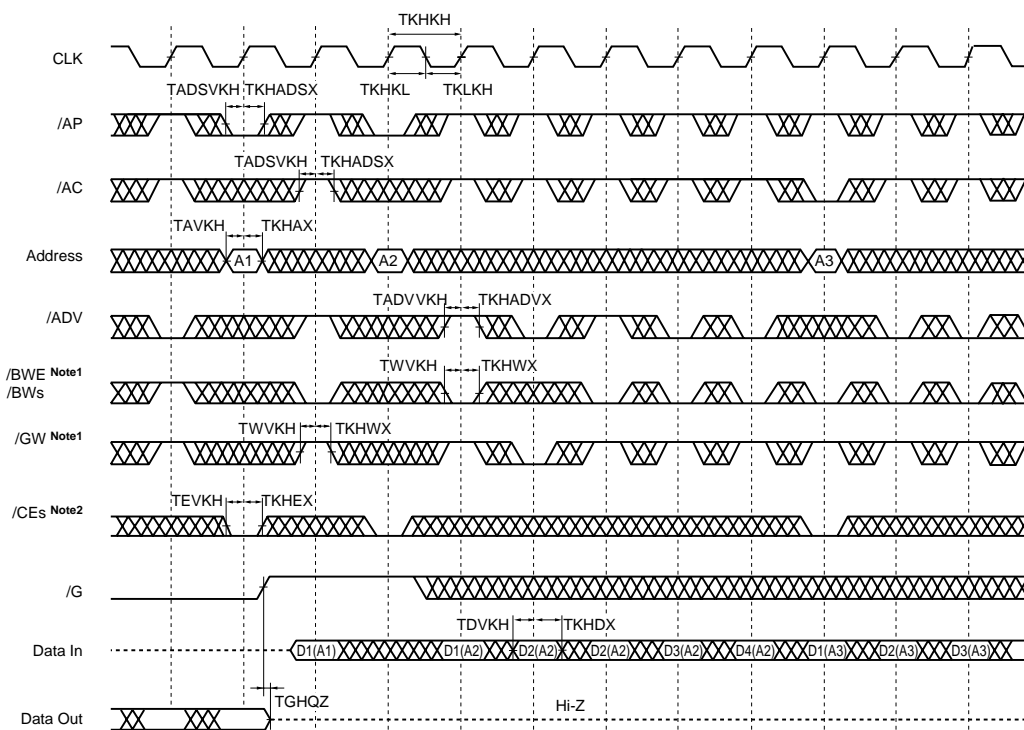 TKHKH
CLK
TADSVKH TKHADSX TKHKL TKLKH
/AP
TADSVKH TKHADSX
/AC
TAVKH TKHAX
Address A1 A2 A3
TADVVKH TKHADVX
/ADV
TWVKH TKHWX
/BWE Note1
/BWs
TWVKH TKHWX
/GW Note1
TEVKH TKHEX
/CEs Note2
/G
TDVKH TKHDX
Data In D1(A1) D1(A2) D2(A2) D2(A2) D3(A2) D4(A2) D1(A3) D2(A3) D3(A3)
TGHQZ
Hi-Z
Data Out